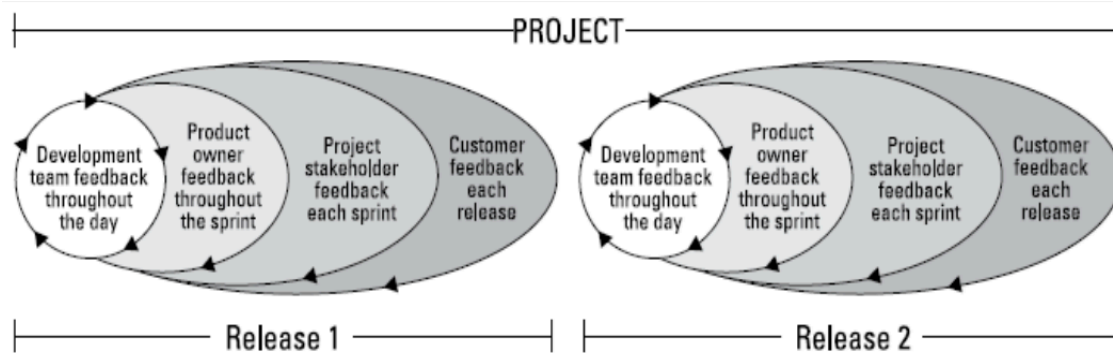 PROJECT
Development
team feedback
throughout
the day
Product
owner
feedback
throughout
the sprint
Project
stakeholder
feedback
each sprint
Customer
feedback
each
release
Development
team feedback
throughout
the day
Product
owner
feedback
throughout
the sprint
Project
stakeholder
feedback
each sprint
Customer
feedback
each
release
Release 1
Release 2